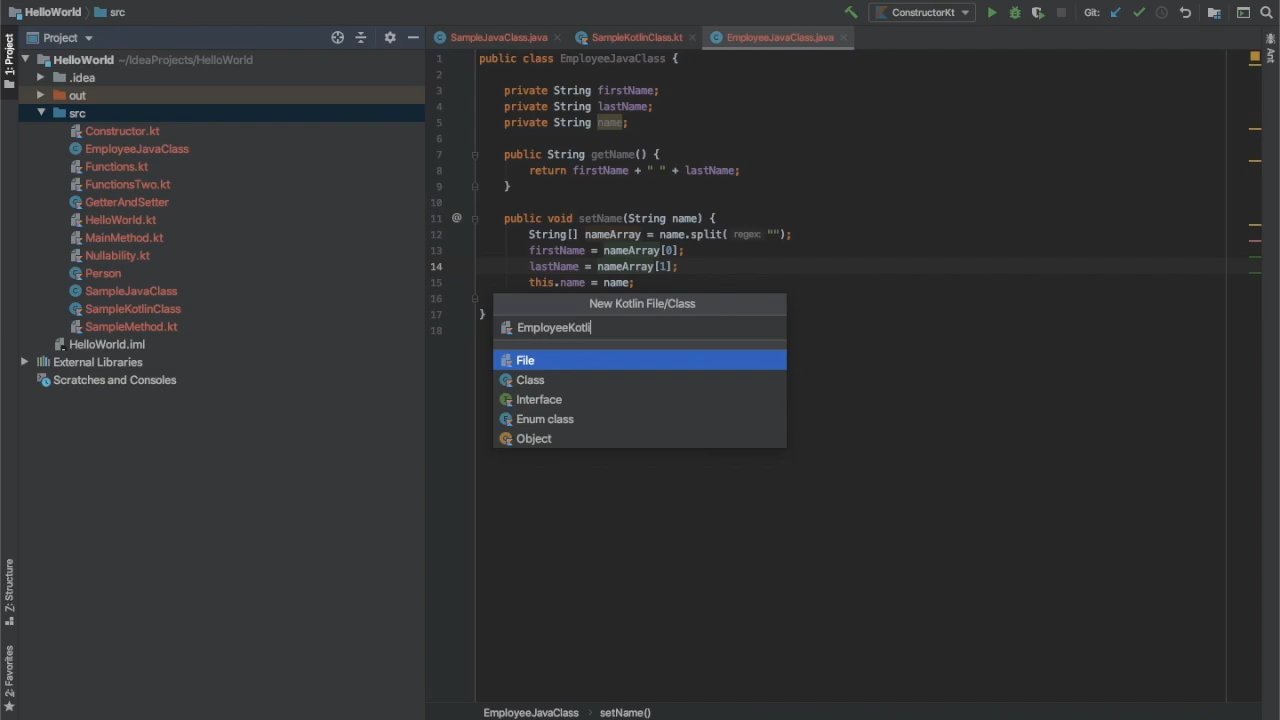 HelloWorld src
ConstructorKt
Git:
1: Project
Project
SampleJavaClass.java
SampleKotlinClass.kt
EmployeeJavaClass.java
Ant
HelloWorld ~/IdeaProjects/HelloWorld
.idea
out
src
Constructor.kt
EmployeeJavaClass
Functions.kt
FunctionsTwo.kt
GetterAndSetter
HelloWorld.kt
MainMethod.kt
Nullability.kt
Person
SampleJavaClass
SampleKotlinClass
SampleMethod.kt
HelloWorld.iml
External Libraries
Scratches and Consoles
1 public class EmployeeJavaClass {
2
3 private String firstName;
4 private String lastName;
5 private String name;
6
7 public String getName() {
8 return firstName + " " + lastName;
9 }
10
11 @ public void setName(String name) {
12 String[] nameArray = name.split( regex: "");
13 firstName = nameArray[0];
14 lastName = nameArray[1];
15 this.name = name;
16
17 }
18
New Kotlin File/Class
EmployeeKotli
File
Class
Interface
Enum class
Object
Z: Structure
2: Favorites
EmployeeJavaClass setName()